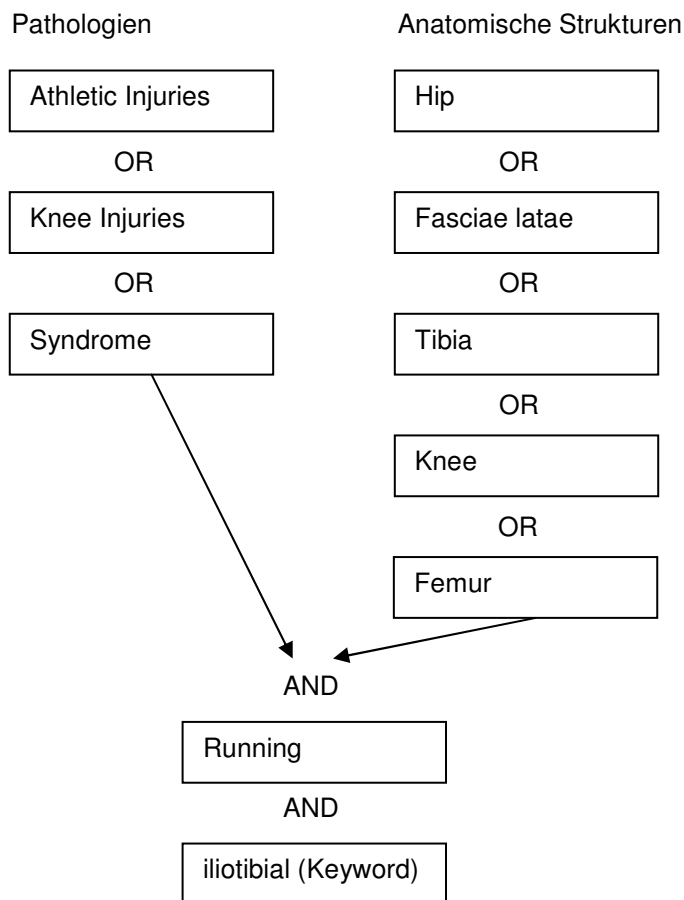 Pathologien
Athletic Injuries
OR
Knee Injuries
OR
Syndrome
Anatomische Strukturen
Hip
OR
Fasciae latae
OR
Tibia
OR
Knee
OR
Femur
AND
Running
AND
iliotibial (Keyword)